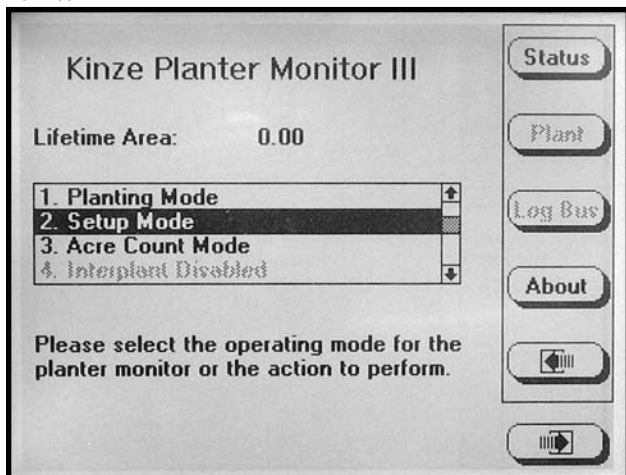 Kinze Planter Monitor III
Lifetime Area: 0.00
1. Planting Mode
2. Setup Mode
3. Acre Count Mode
4. Interplant Disabled
Please select the operating mode for the
planter monitor or the action to perform.
Status
Plant
Log Bus
About